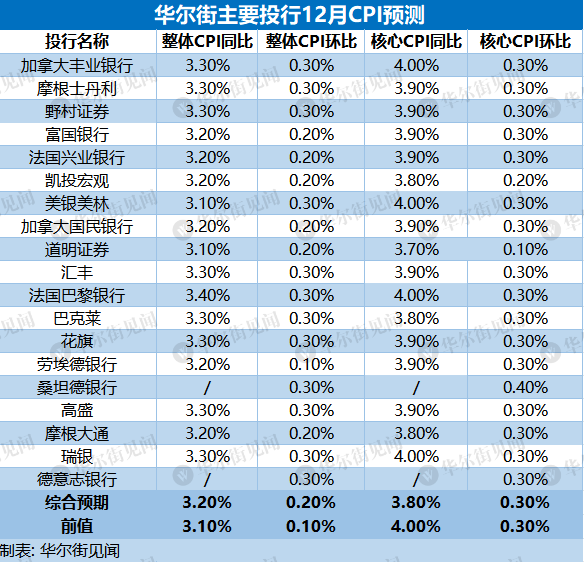 华尔街主要投行12月CPI预测
投行名称 整体CPI同比 整体CPI环比 核心CPI同比 核心CPI环比
加拿大丰业银行 3.30% 0.30% 4.00% 0.30%
摩根士丹利 3.30% 0.30% 3.90% 0.30%
野村证券 3.30% 0.30% 3.90% 0.30%
富国银行 3.20% 0.20% 3.90% 0.30%
法国兴业银行 3.20% 0.20% 3.90% 0.30%
凯投宏观 3.20% 0.20% 3.80% 0.20%
美银美林 3.10% 0.30% 4.00% 0.30%
加拿大国民银行 3.20% 0.20% 3.90% 0.30%
道明证券 3.10% 0.20% 3.70% 0.10%
汇丰 3.30% 0.30% 3.90% 0.30%
法国巴黎银行 3.40% 0.30% 4.00% 0.30%
巴克莱 3.30% 0.30% 3.80% 0.30%
花旗 3.30% 0.30% 3.90% 0.30%
劳埃德银行 3.20% 0.10% 3.90% 0.30%
桑坦德银行 / 0.30% / 0.40%
高盛 3.30% 0.30% 3.90% 0.30%
摩根大通 3.20% 0.20% 3.80% 0.30%
瑞银 3.30% 0.30% 4.00% 0.30%
德意志银行 / 0.30% / 0.30%
综合预期 3.20% 0.20% 3.80% 0.30%
前值 3.10% 0.10% 4.00% 0.30%
制表: 华尔街见闻